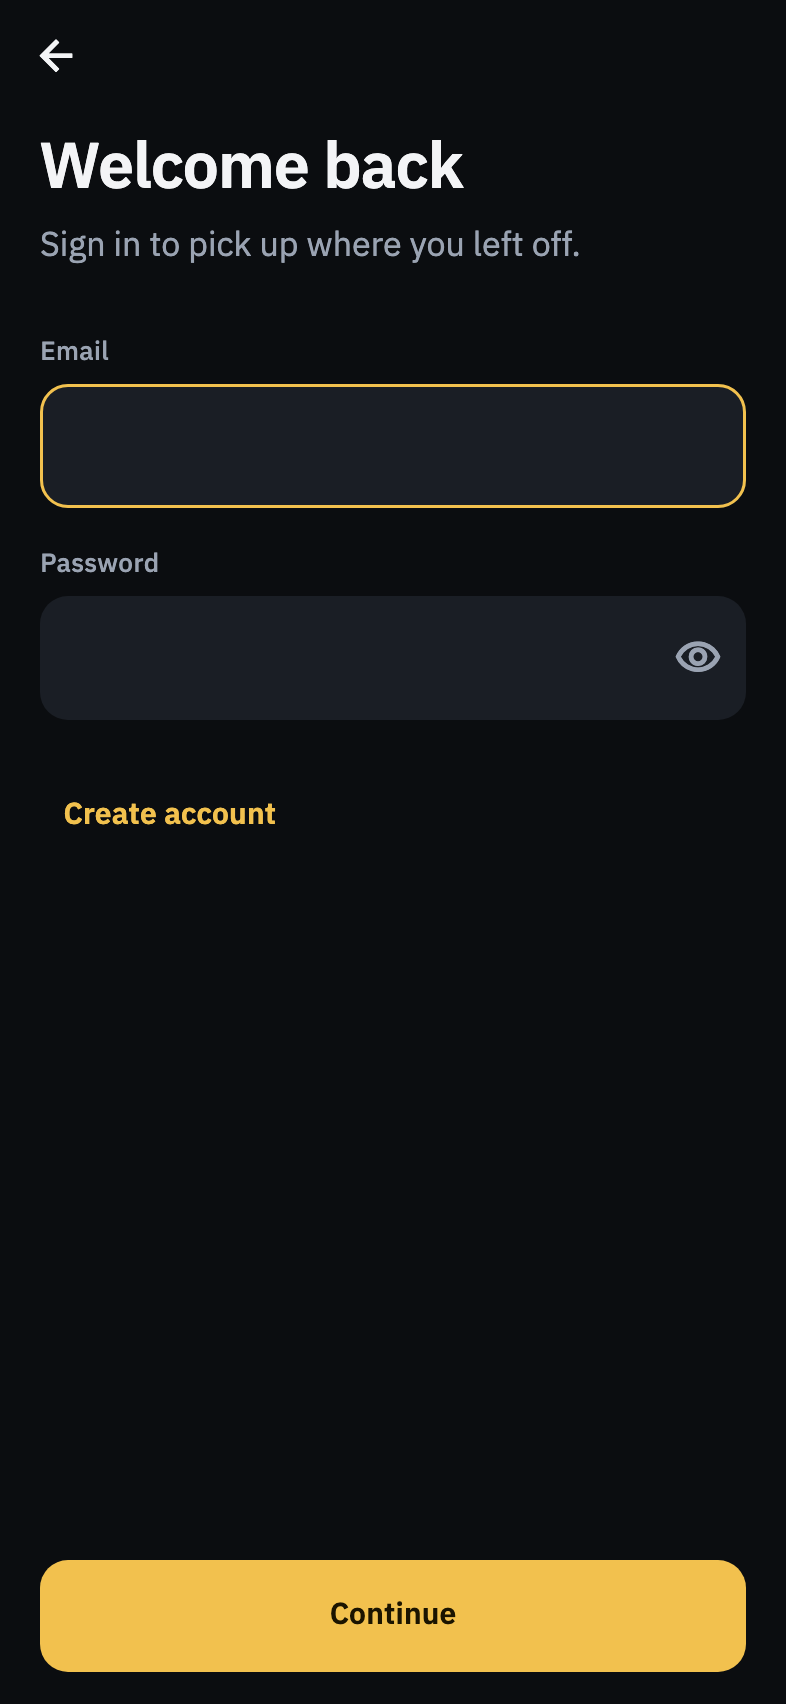 Welcome back
Sign in to pick up where you left off.
Email
Password
Create account
Continue